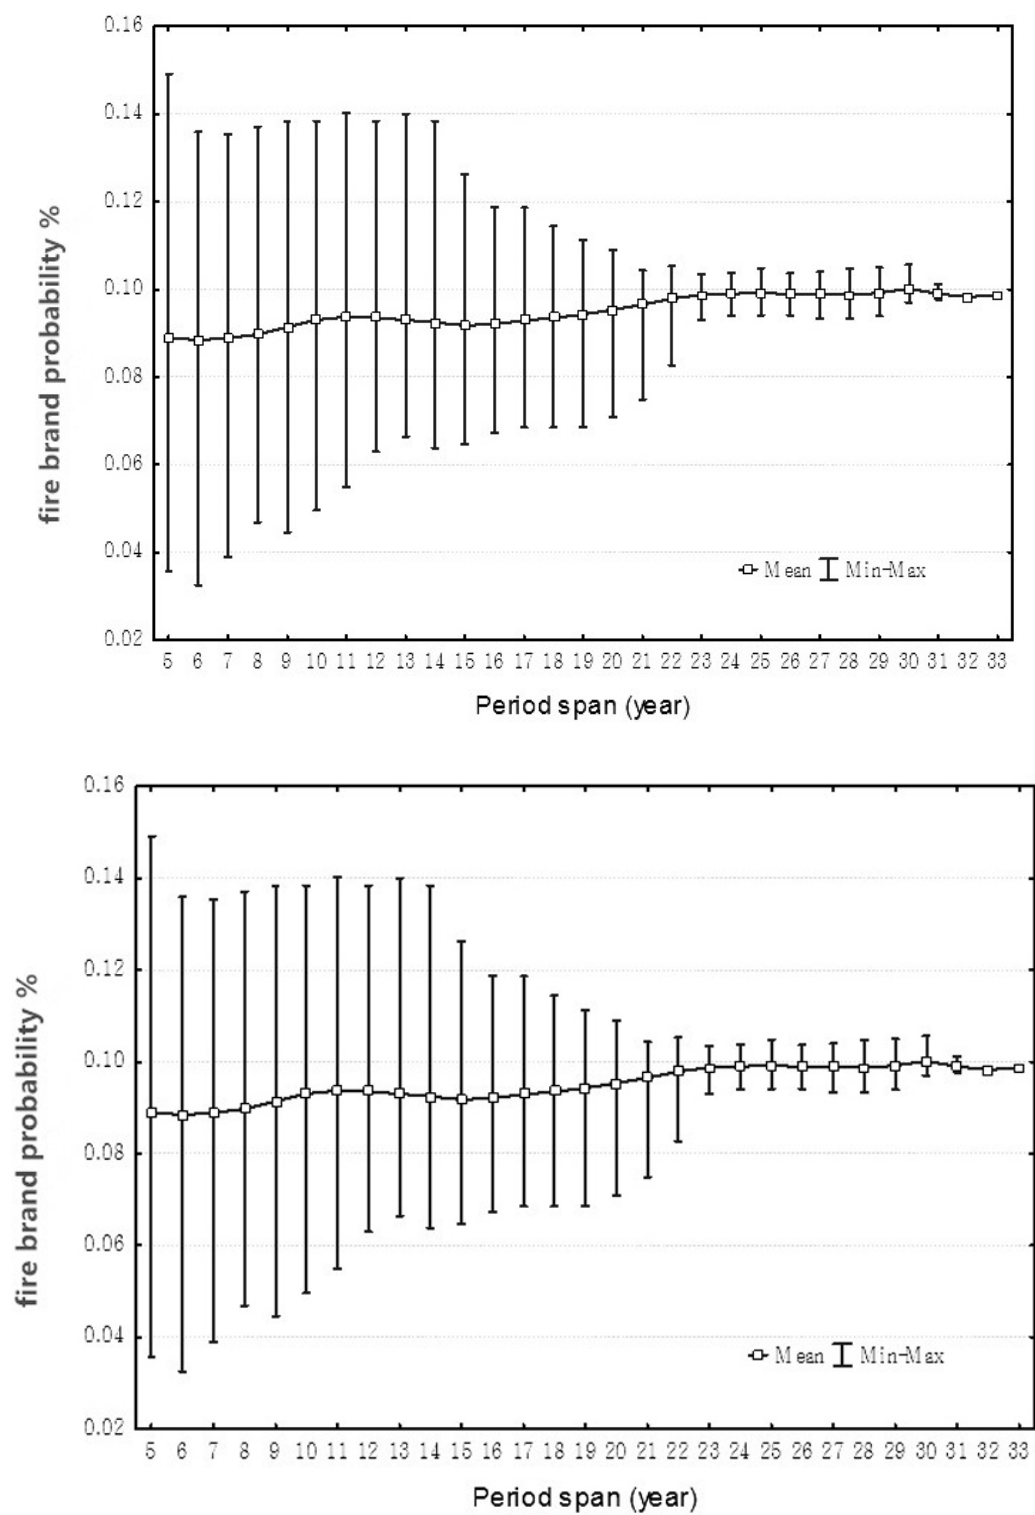 0.16
0.14
0.12
0.10
0.08
0.06
0.04
0.02
fire brand probability %
Mean Min-Max
5 6 7 8 9 10 11 12 13 14 15 16 17 18 19 20 21 22 23 24 25 26 27 28 29 30 31 32 33
Period span (year)
0.16
0.14
0.12
0.10
0.08
0.06
0.04
0.02
fire brand probability %
Mean Min-Max
5 6 7 8 9 10 11 12 13 14 15 16 17 18 19 20 21 22 23 24 25 26 27 28 29 30 31 32 33
Period span (year)